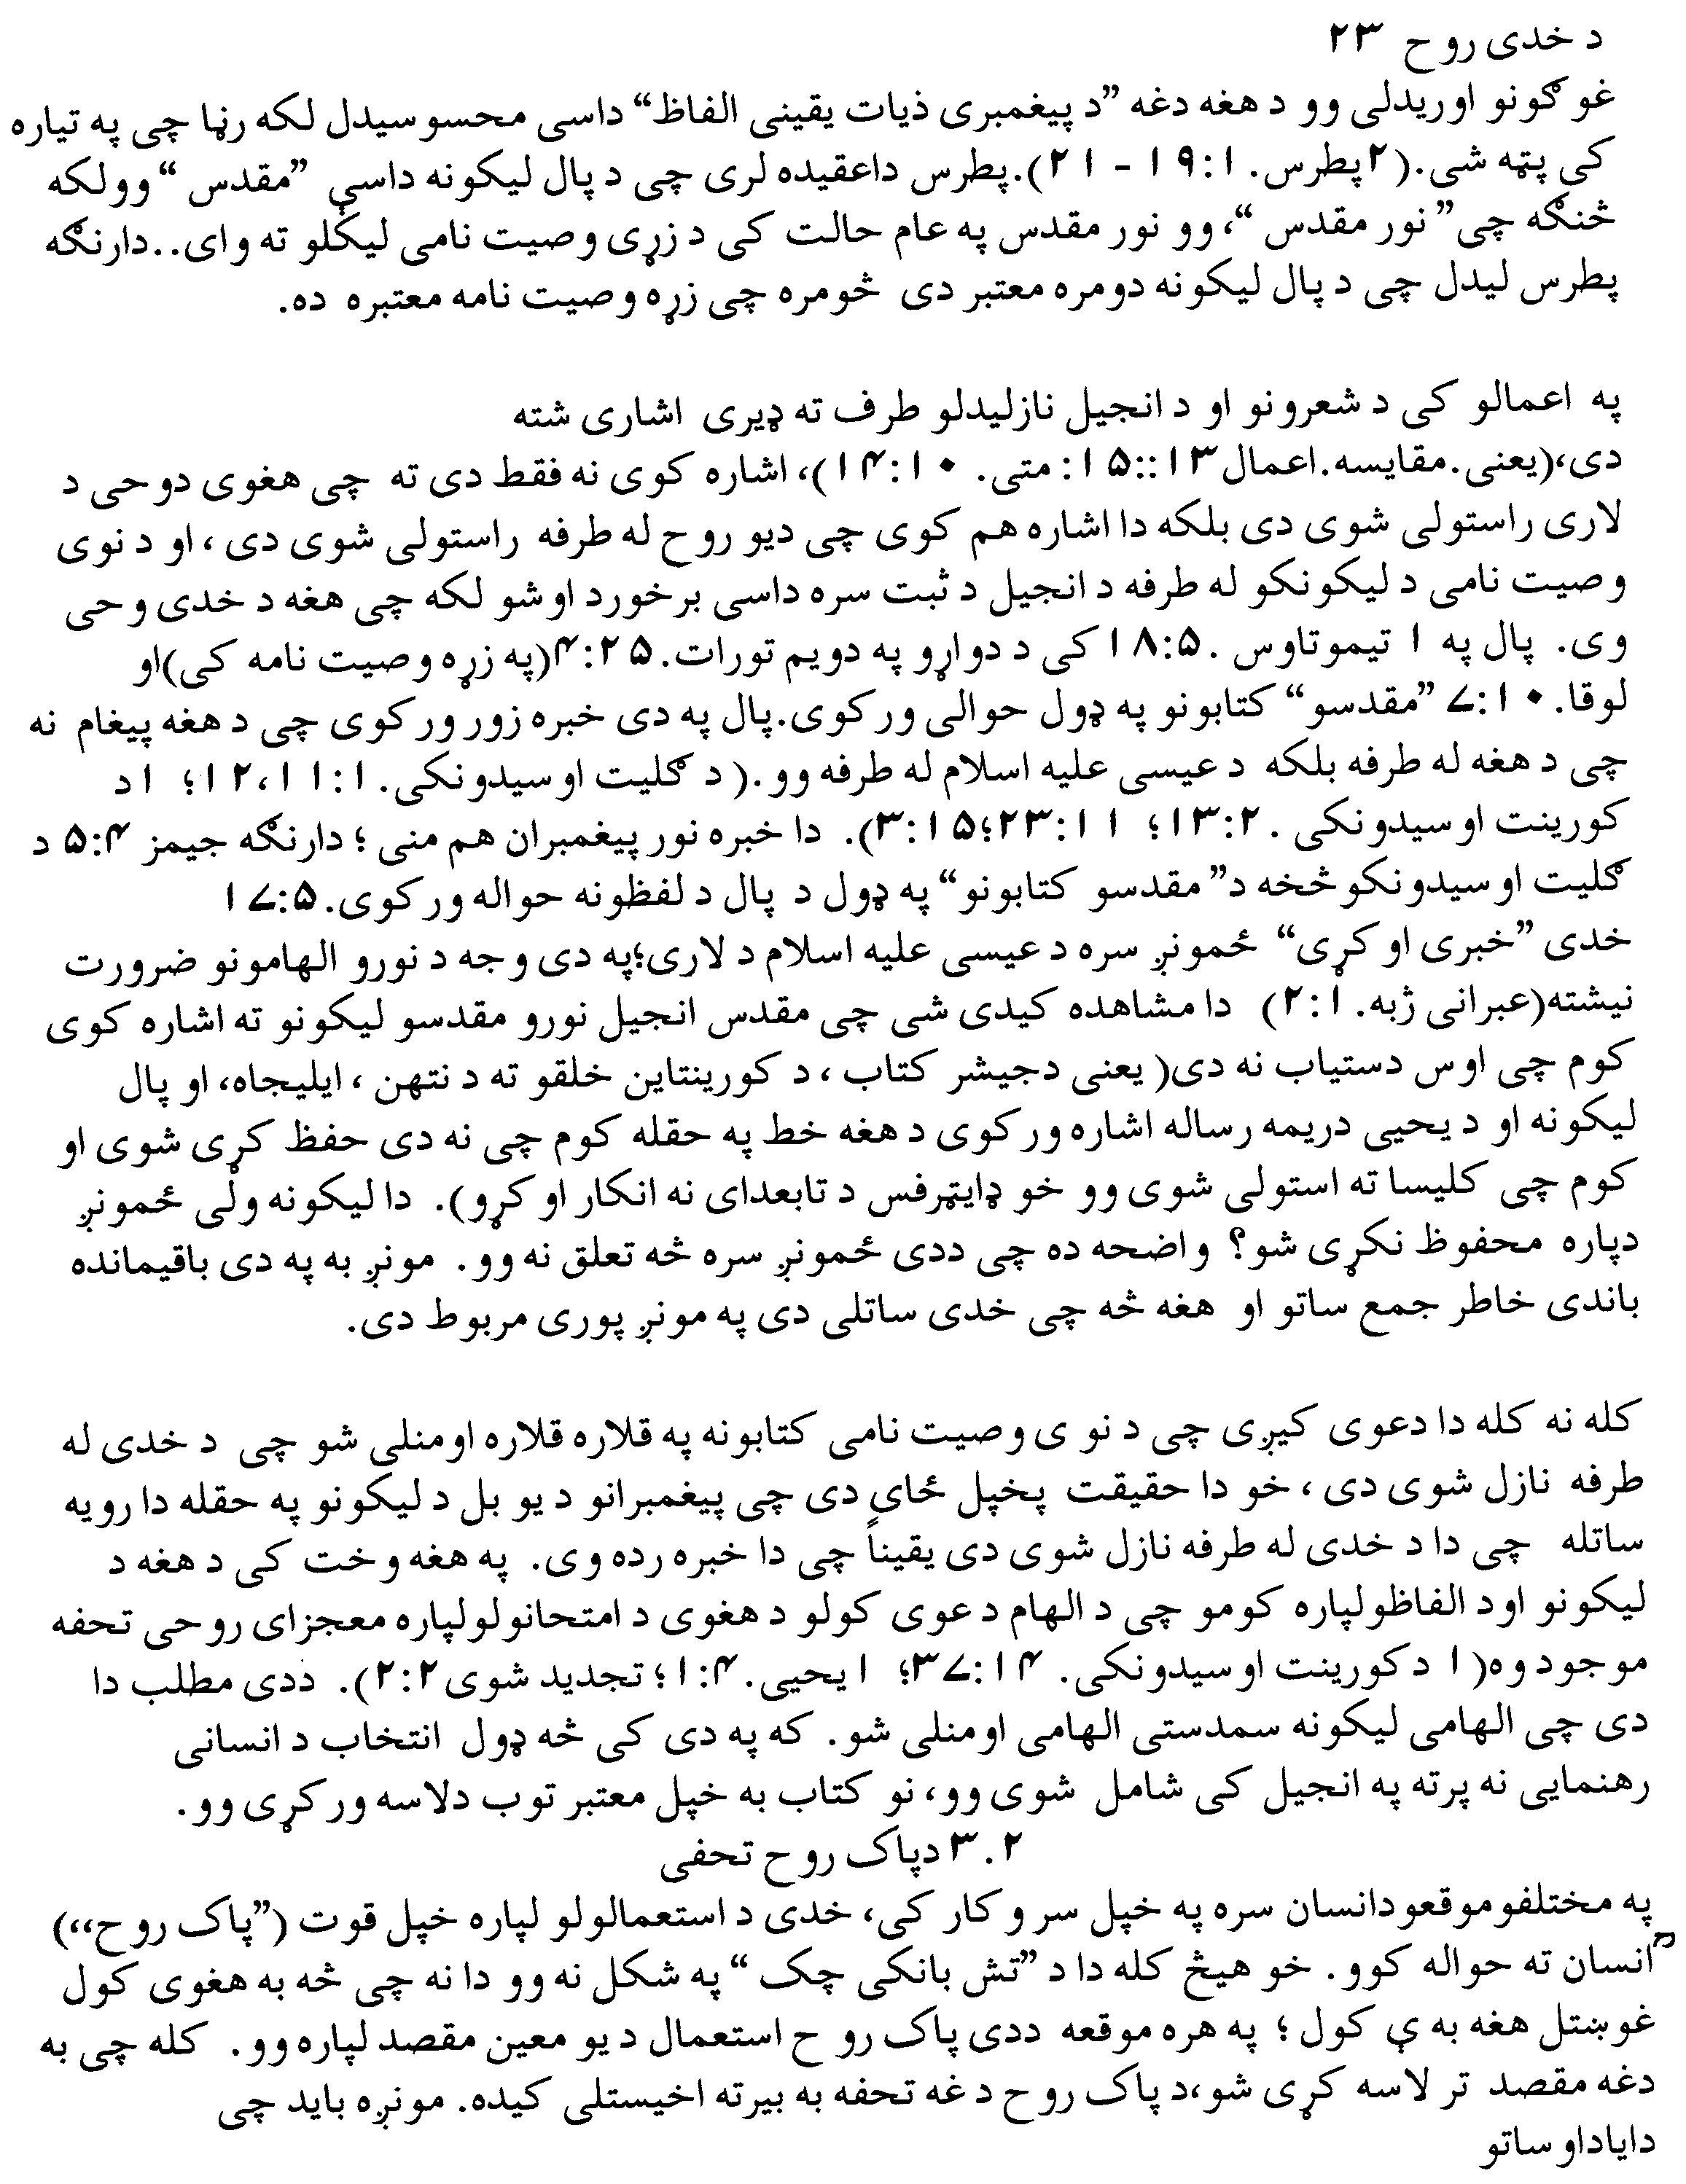 د خدی روح ۲۳
غوګونو اوریدلی وو د هغه دغه ”د پیغمبری ذیات یقینی الفاظ“ داسی محسوسیدل لکه رڼا چی په تیاره
کی پټه شی.(۲پطرس. ۱۹:۱ - ۲۱).پطرس داعقیده لری چی د پال لیکونه داسې ”مقدس “ وولکه
څنګه چی” نور مقدس “، وو نور مقدس په عام حالت کی د زړی وصیت نامی لیکلو ته وای..دارنګه
پطرس لیدل چی د پال لیکونه دومره معتبر دی څومره چی زړه وصیت نامه معتبره ده.
په اعمالو کی د شعرونو او د انجیل نازلیدلو طرف ته ډیری اشاری شته
دی،(یعنی.مقایسه.اعمال۱۳::۱۵: متی. ۱۴:۱۰)، اشاره کوی نه فقط دی ته چی هغوی دوحی د
لاری راستولی شوی دی بلکه دا اشاره هم کوی چی دیو روح له طرفه راستولی شوی دی ، او د نوی
وصیت نامی د لیکونکو له طرفه د انجیل د ثبت سره داسی برخورد اوشو لکه چی هغه د خدی وحی
وی. پال په ۱ تیموتاوس .۱۸:۵ کی د دواړو په دویم تورات.۴:۲۵(په زړه وصیت نامه کی)او
لوقا. ۷:۱۰ ”مقدسو“ کتابونو په ډول حوالی ورکوی.پال په دی خبره زور ورکوی چی د هغه پیغام نه
چی د هغه له طرفه بلکه د عیسی علیه اسلام له طرفه وو.( د ګلیت اوسیدونکی. ۱۲،۱۱:۱؛ ۱ د
کورینت اوسیدونکی . ۱۳:۲؛ ۲۳:۱۱؛۳:۱۵). دا خبره نور پیغمبران هم منی ؛ دارنګه جیمز ۵:۴ د
ګلیت اوسیدونکو څخه د” مقدسو کتابونو“ په ډول د پال د لفظونه حواله ورکوی.۱۷:۵
خدی ”خبری اوکړی“ ځمونږ سره د عیسی علیه اسلام د لاری؛په دی وجه د نورو الهامونو ضرورت
نیشته(عبرانی ژبه. ۲:۱) دا مشاهده کیدی شی چی مقدس انجیل نورو مقدسو لیکونو ته اشاره کوی
کوم چی اوس دستیاب نه دی( یعنی دجیشر کتاب ، د کورینتاین خلقو ته د نتهن ، ایلیجاه، او پال
لیکونه او د یحیی دریمه رساله اشاره ورکوی د هغه خط په حقله کوم چی نه دی حفظ کړی شوی او
کوم چی کلیسا ته استولی شوی وو خو ډایټرفس د تابعدای نه انکار اوکړو). دا لیکونه ولی ځمونږ
دپاره محفوظ نکړی شو؟ واضحه ده چی ددی ځمونږ سره څه تعلق نه وو. مونږ به په دی باقیمانده
باندی خاطر جمع ساتو او هغه څه چی خدی ساتلی دی په مونږ پوری مربوط دی.
کله نه کله دا دعوی کیږی چی د نوی وصیت نامی کتابونه په قلاره قلاره اومنلی شو چی د خدی له
طرفه نازل شوی دی ، خو دا حقیقت پخپل ځای دی چی پیغمبرانو د یو بل د لیکونو په حقله دا رویه
ساتله چی دا د خدی له طرفه نازل شوی دی یقیناً چی دا خبره رده وی. په هغه وخت کی د هغه د
لیکونو اود الفاظولپاره کومو چی د الهام دعوی کولو د هغوی د امتحانولولپاره معجزای روحی تحفه
موجود وه( ۱ د کورینت اوسیدونکی. ۳۷:۱۴؛ ۱ یحیی.۱:۴ ؛ تجدید شوی ۲:۲). ددی مطلب دا
دی چی الهامی لیکونه سمدستی الهامی اومنلی شو. که په دی کی څه ډول انتخاب د انسانی
رهنمایی نه پرته په انجیل کی شامل شوی وو، نو کتاب به خپل معتبر توب دلاسه ورکړی وو.
۳.۲ دپاک روح تحفی
په مختلفوموقعودانسان سره په خپل سروکار کی، خدی د استعمالولو لپاره خپل قوت (”پاک روح،،)
انسان ته حواله کوو. خو هیڅ کله دا د ”تش بانکی چک “ په شکل نه وو دا نه چی څه به هغوی کول
غوښتل هغه به ې کول ؛ په هره موقعه ددی پاک روح استعمال د یو معین مقصد لپاره وو. کله چی به
دغه مقصد تر لاسه کړی شو،د پاک روح دغه تحفه به بیرته اخیستلی کیده. مونږه باید چی
دایاداو ساتو